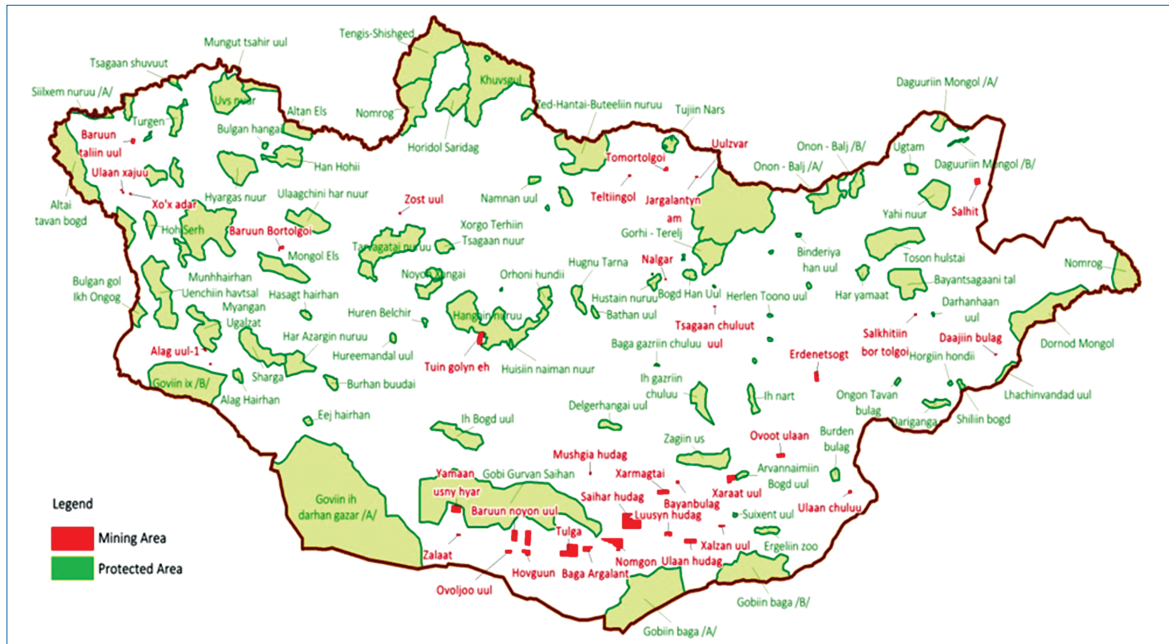 Mungut tsahir uul
Tsagaan shuvuut
Siilxem nuruu /A/
Uvs nuur
Altan Els
Turgen
Baruun
taliin uul
Bulgan hangai
Han Hohii
Ulaan xajuu
Altai
tavan bogd
Xo'x adar
Hyargas nuur
Ulaagchini har nuur
Hoh Serh
Baruun Bortolgoi
Mongol Els
Bulgan gol
Ikh Ongog
Munhhairhan
Uenchiin havtsal
Myangan
Ugalzat
Hasagt hairhan
Har Azargin nuruu
Alag uul-1
Goviin ix /B/
Sharga
Alag Hairhan
Burhan buudai
Eej hairhan
Tengis-Shishged
Khuvsgul
Nomrog
Horidol Saridag
Zed-Hantai-Buteeliin nuruu
Tujiin Nars
Uulzvar
Tomortolgoi
Teltiingol
Namnan uul
Jargalantyn
am
Zost uul
Xorgo Terhiin
Tsagaan nuur
Tarvagatai nuruu
Noyon Xangai
Orhoni hundii
Hugnu Tarna
Gorhi - Terelj
Nalgar
Hustain nuruu
Bogd Han Uul
Bathan uul
Hangain nuruu
Huren Belchir
Hureemandal uul
Tuin golyn eh
Huisiin naiman nuur
Tsagaan chuluut
uul
Baga gazriin chuluu
Ih gazriin
chuluu
Herlen Toono uul
Daguuriin Mongol /A/
Onon - Balj /B/
Onon - Balj /A/
Ugtam
Daguuriin Mongol /B/
Salhit
Yahi nuur
Binderiya
han uul
Toson hulstai
Nomrog
Har yamaat
Bayantsagaani tal
Darhanhaan
uul
Salkhitiin
bor tolgoi
Daajiin bulag
Dornod Mongol
Erdenetsogt
Horgiin hondii
Lhachinvandad uul
Ongon Tavan
bulag
Shiliin bogd
Dariganga
Ih nart
Ih Bogd uul
Delgerhangai uul
Zagiin us
Ovoot ulaan
Burden
bulag
Mushgia hudag
Xarmagtai
Arvannaimiin
Bogd uul
Goviin ih
darhan gazar /A/
Yamaan
usny hyar
Gobi Gurvan Saihan
Saihar hudag
Bayanbulag
Xaraat uul
Ulaan chuluu
Baruun noyon uul
Luusyn hudag
Suixent uul
Tulga
Zalaat
Xalzan uul
Ergeliin zoo
Hovguun
Nomgon
Ulaan hudag
Baga Argalant
Ovoljoo uul
Gobiin baga /B/
Gobiin baga /A/
Legend
Mining Area
Protected Area